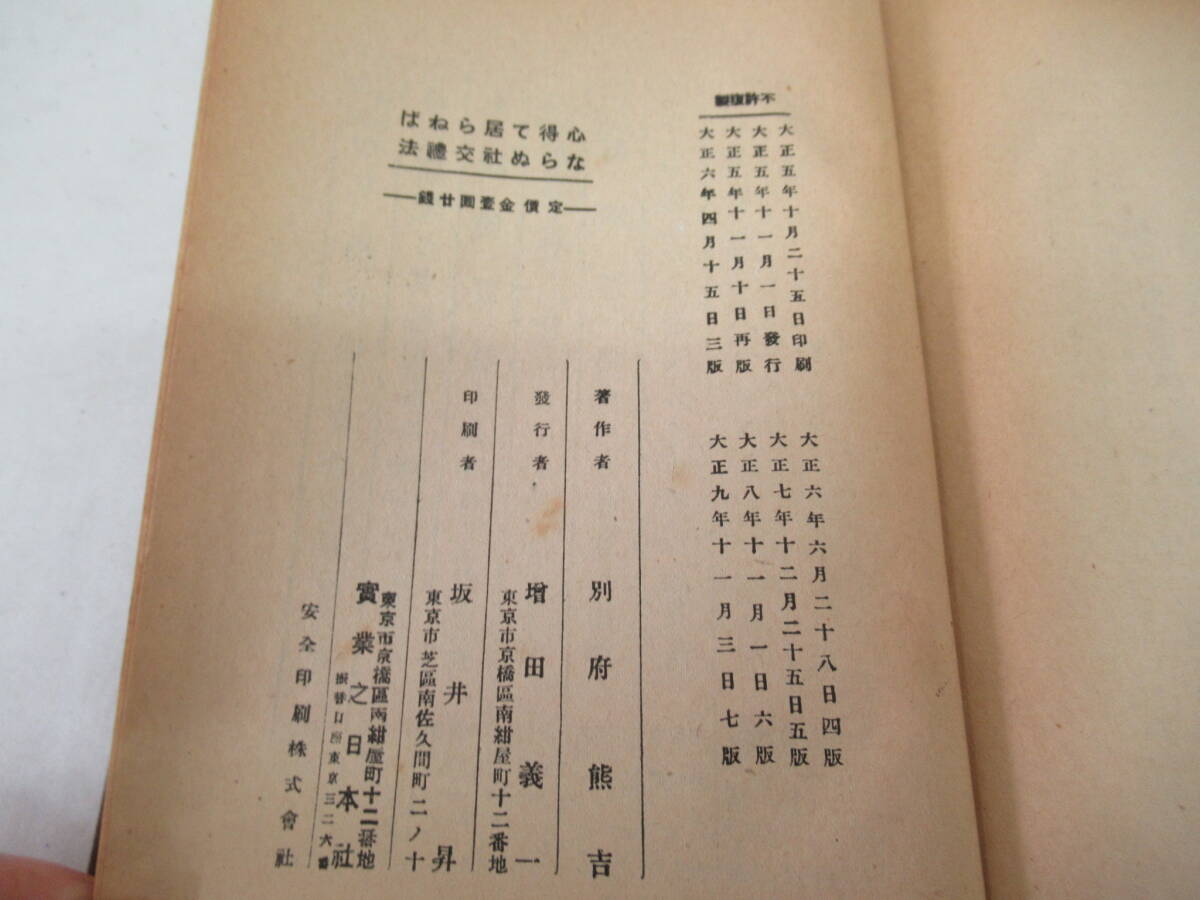 不許復製
大正五年十月二十五日印刷
大正五年十一月一日發行
大正五年十一月十日再版
大正六年四月十五日三版
大正六年六月二十八日四版
大正七年十二月二十五日五版
大正八年十一月一日六版
大正九年十一月三日七版
心得て居らねば
ならぬ社交禮法
定價金壹圓廿錢
著作者 別府熊吉
發行者 增田義一
東京市京橋區南紺屋町十二番地
印刷者 坂井昇
東京市芝區南佐久間町二ノ十
東京市京橋區南紺屋町十二番地
實業之日本社
振替口座東京三二六番
安全印刷株式會社